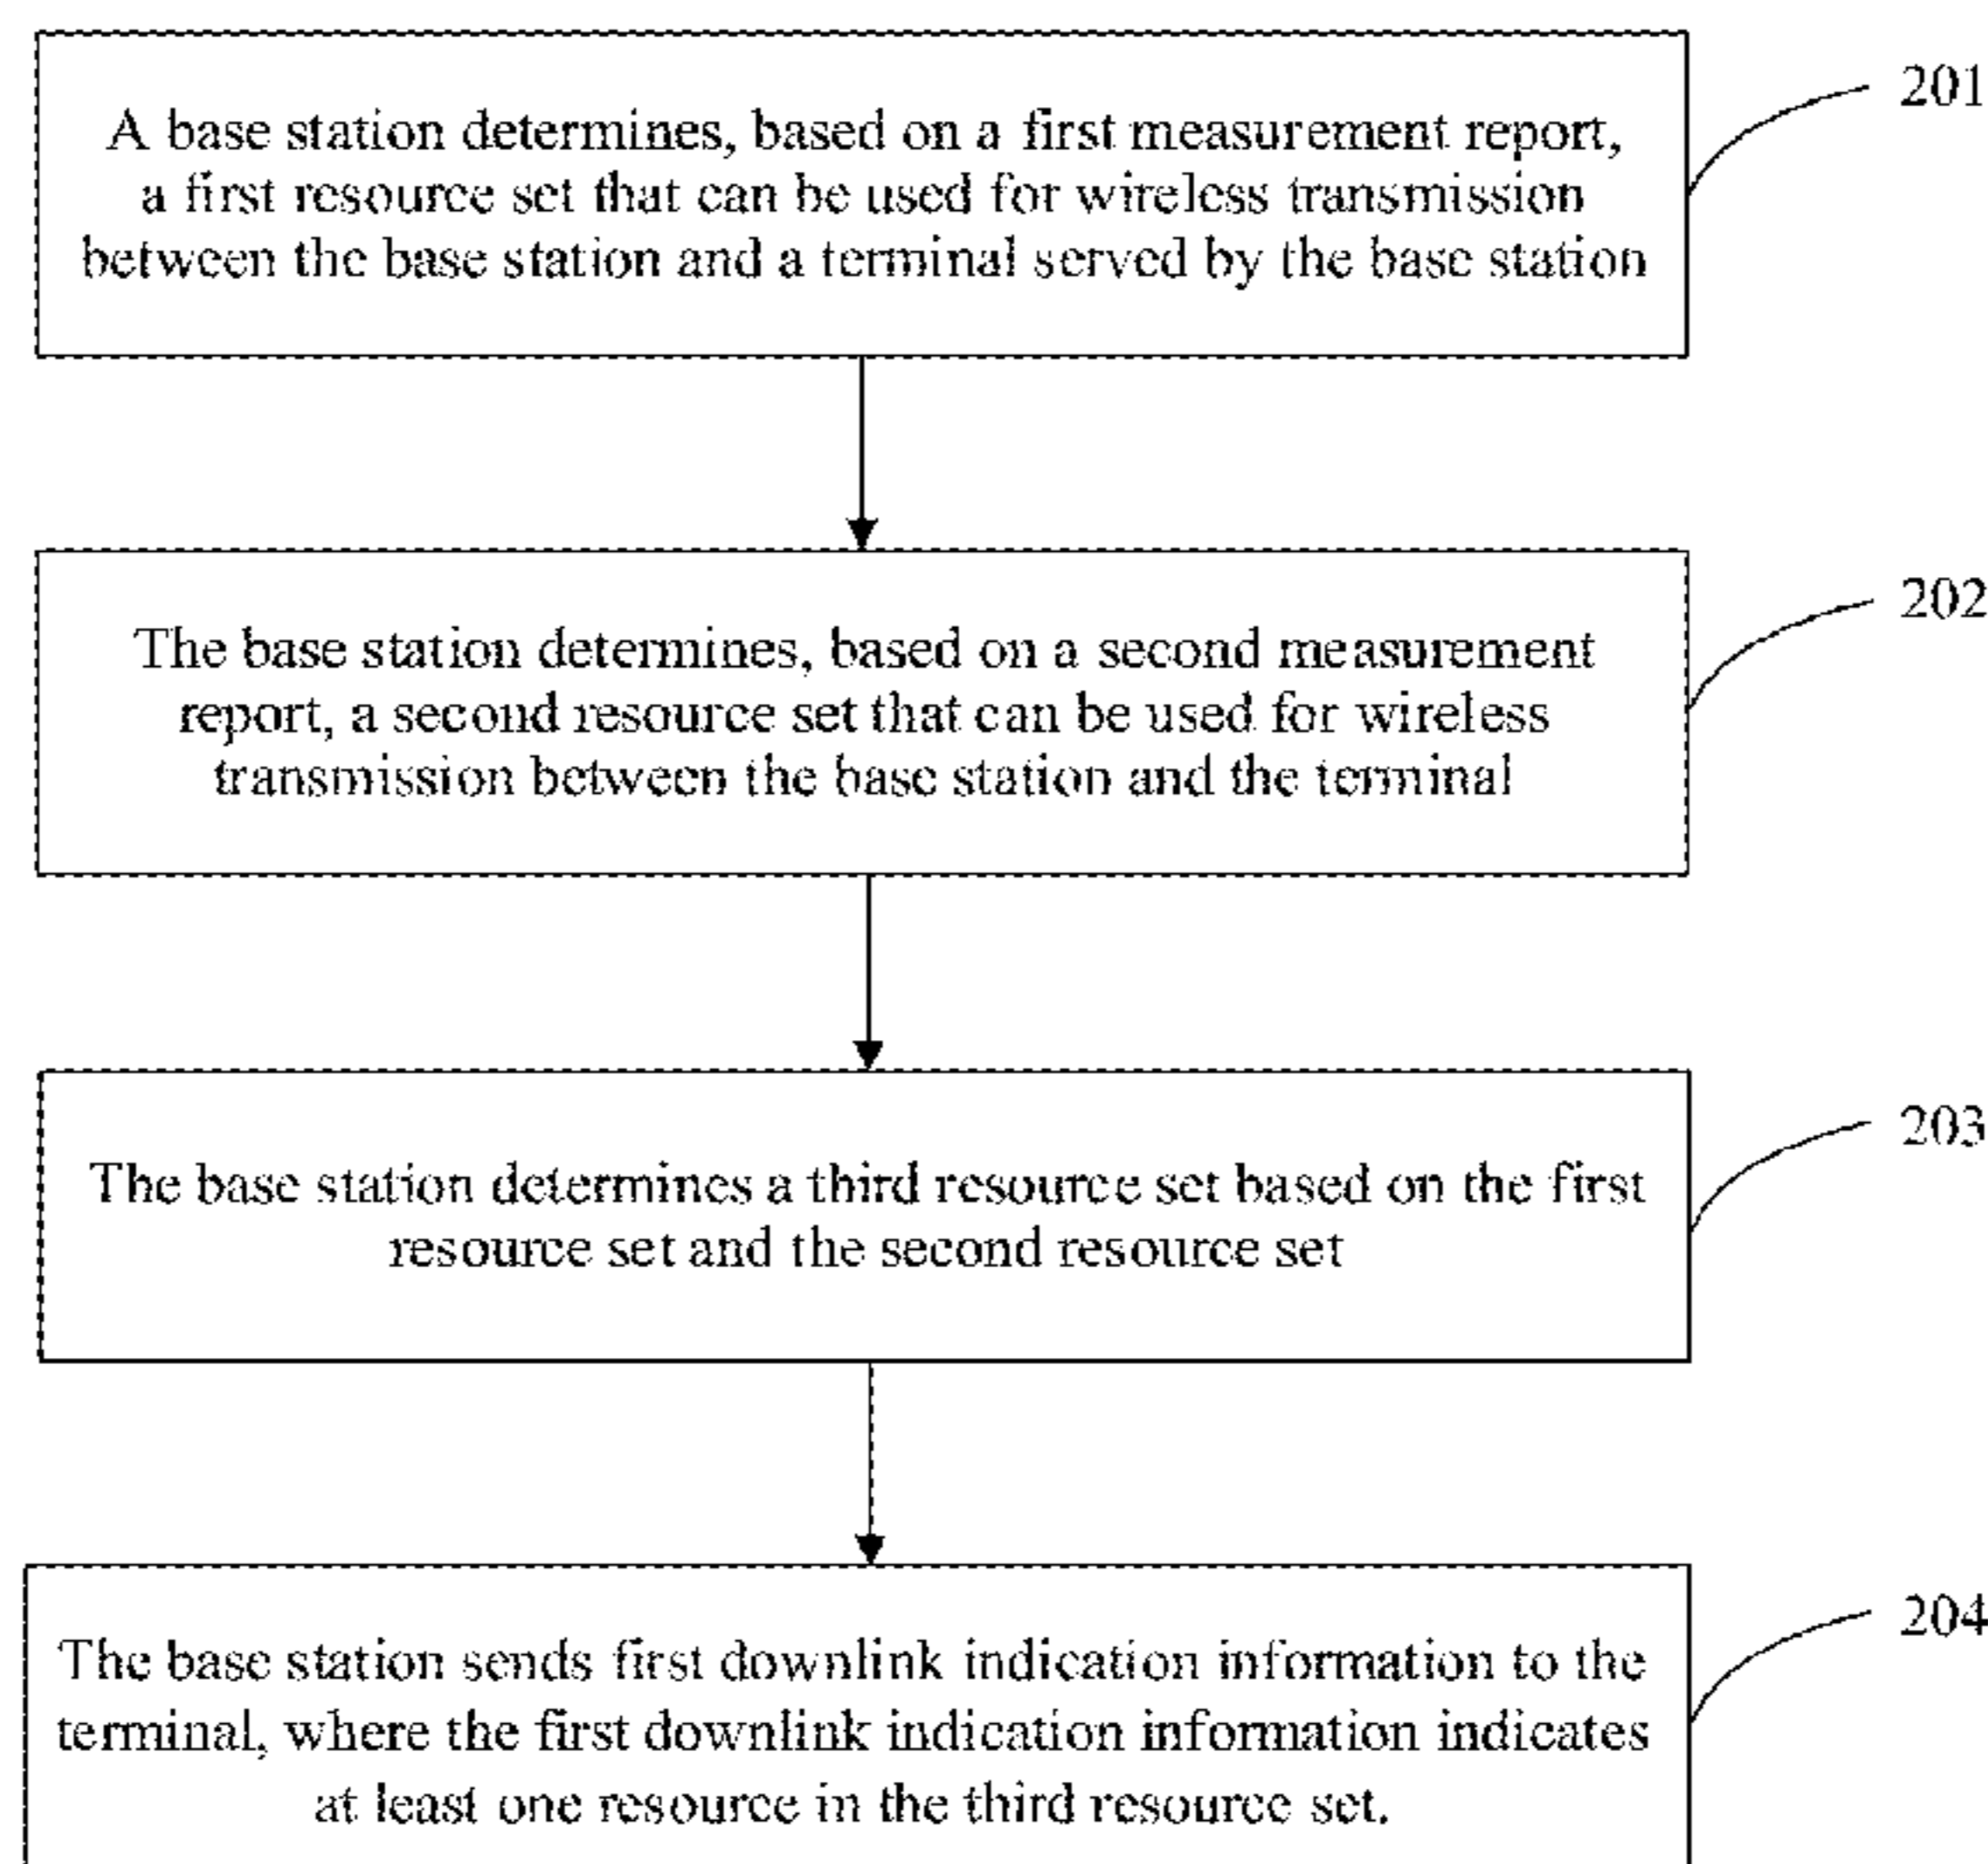 A base station determines, based on a first measurement report,
a first resource set that can be used for wireless transmission
between the base station and a terminal served by the base station
201
The base station determines, based on a second measurement
report, a second resource set that can be used for wireless
transmission between the base station and the terminal
202
The base station determines a third resource set based on the first
resource set and the second resource set
203
The base station sends first downlink indication information to the
terminal, where the first downlink indication information indicates
at least one resource in the third resource set.
204